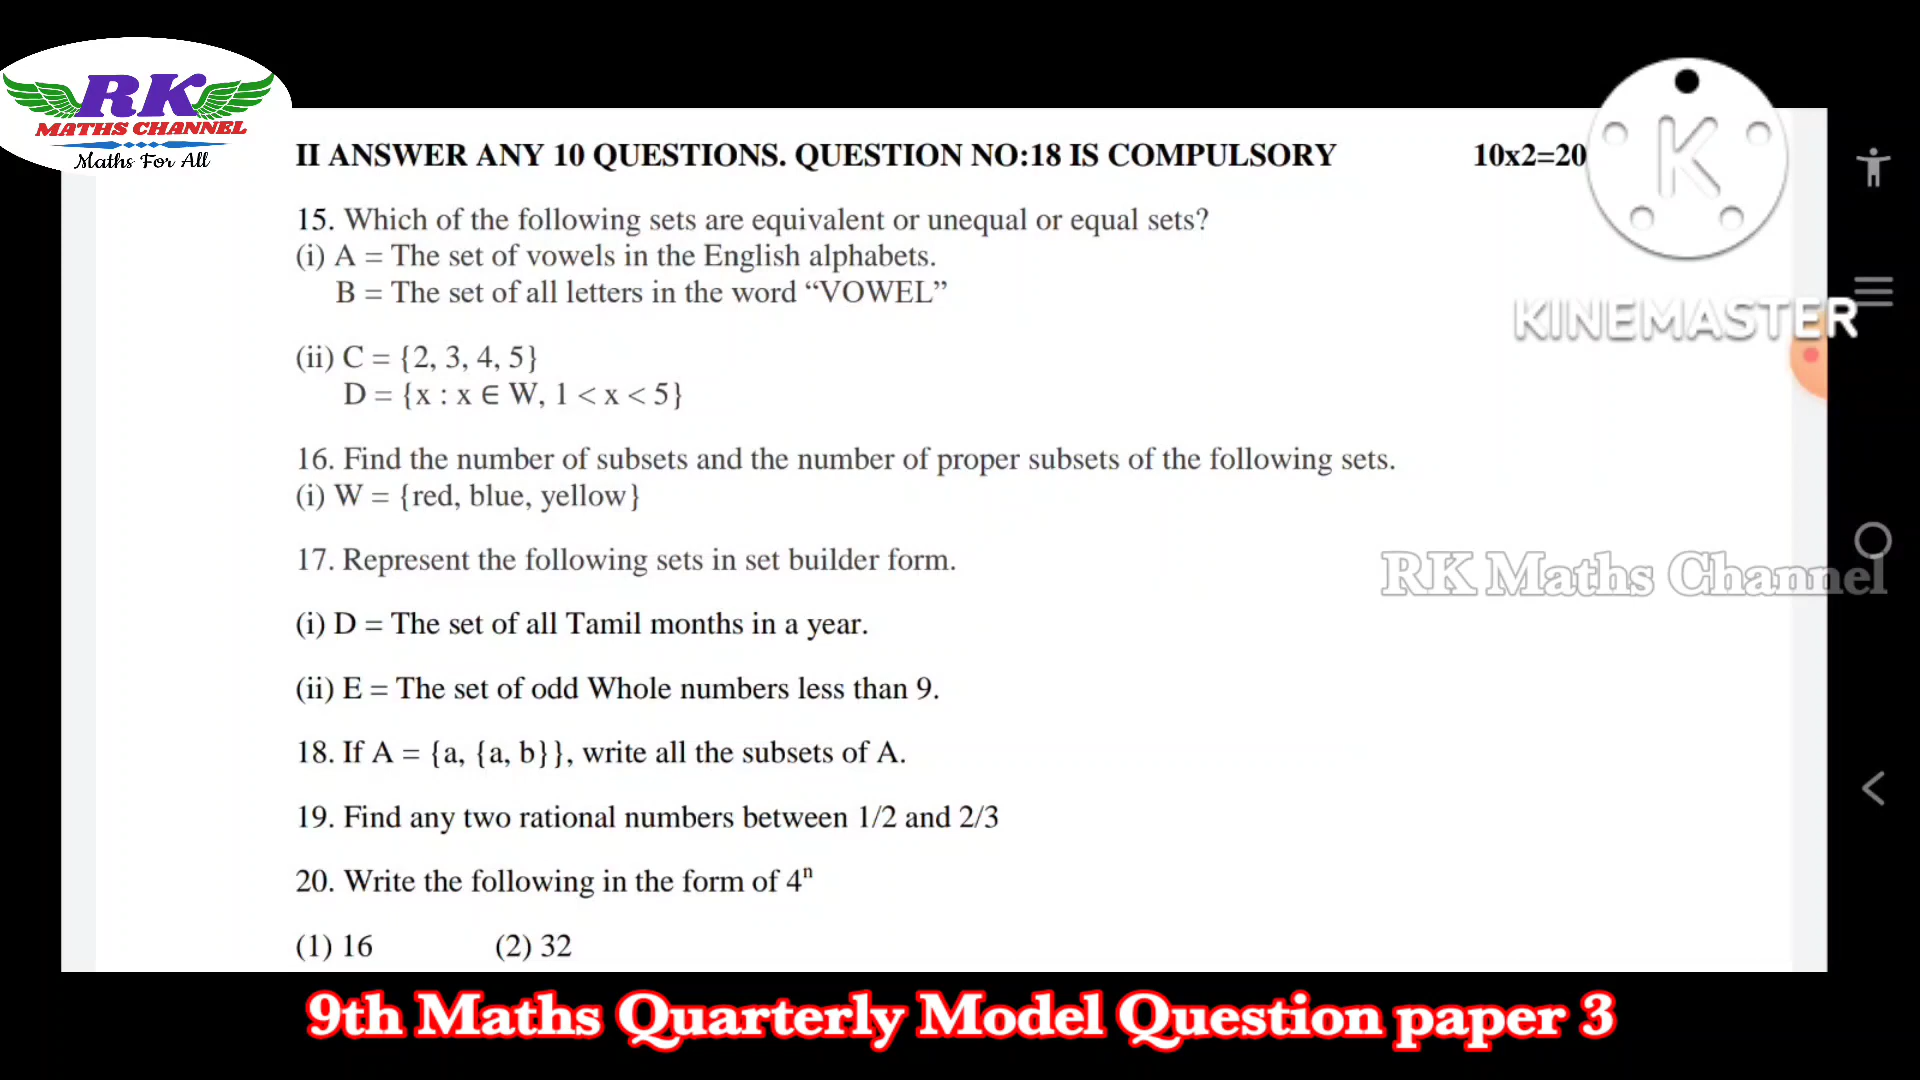 RK
MATHS CHANNEL
Maths For All
II ANSWER ANY 10 QUESTIONS. QUESTION NO:18 IS COMPULSORY 10x2=20
K
KINEMASTER
15. Which of the following sets are equivalent or unequal or equal sets?
(i) A = The set of vowels in the English alphabets.
B = The set of all letters in the word “VOWEL”
(ii) C = {2, 3, 4, 5}
D = {x : x ∈ W, 1 < x < 5}
16. Find the number of subsets and the number of proper subsets of the following sets.
(i) W = {red, blue, yellow}
17. Represent the following sets in set builder form.
RK Maths Channel
(i) D = The set of all Tamil months in a year.
(ii) E = The set of odd Whole numbers less than 9.
18. If A = {a, {a, b}}, write all the subsets of A.
19. Find any two rational numbers between 1/2 and 2/3
20. Write the following in the form of 4ⁿ
(1) 16 (2) 32
9th Maths Quarterly Model Question paper 3